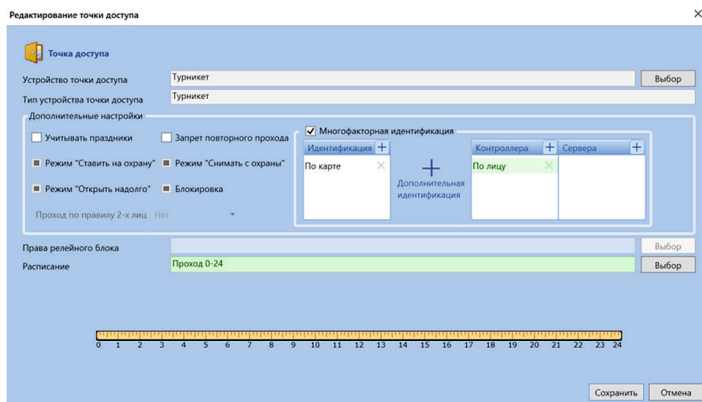 Редактирование точки доступа
Точка доступа
Устройство точки доступа Турникет Выбор
Тип устройства точки доступа Турникет
Дополнительные настройки
Учитывать праздники Запрет повторного прохода Многофакторная идентификация
Идентификация + Контроллера + Сервера +
Режим "Ставить на охрану" Режим "Снимать с охраны" По карте По лицу
Дополнительная
идентификация
Режим "Открыть надолго" Блокировка
Проход по правилу 2-х лиц Нет
Права релейного блока Выбор
Расписание Проход 0-24 Выбор
0 1 2 3 4 5 6 7 8 9 10 11 12 13 14 15 16 17 18 19 20 21 22 23 24
Сохранить Отмена